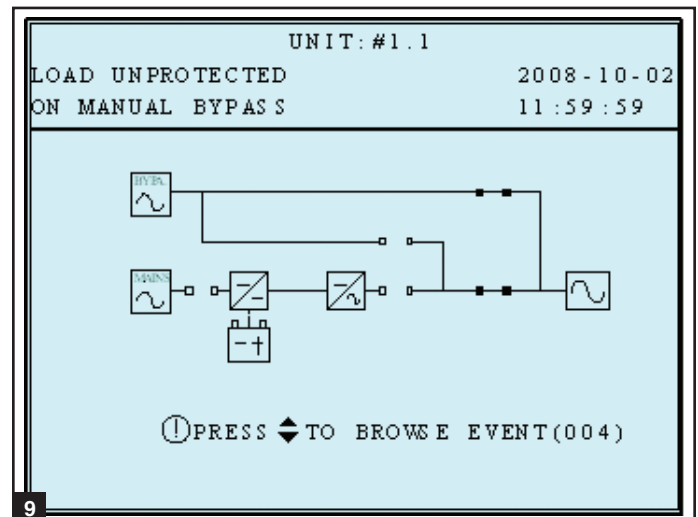 UNIT:#1.1
LOAD UNPROTECTED
2008-10-02
ON MANUAL BYPASS
11:59:59
BYPA.
MAINS
PRESS TO BROWSE EVENT(004)
9